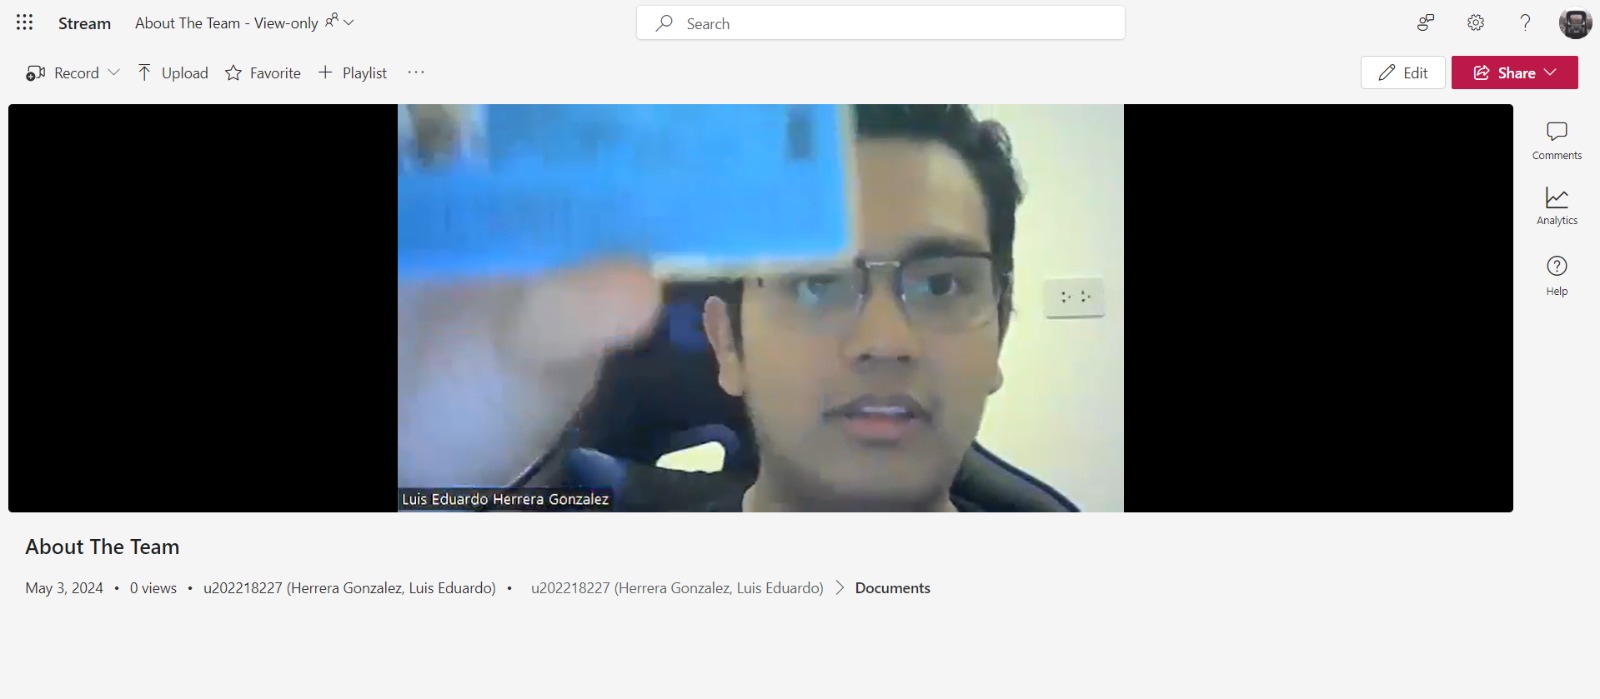 Stream About The Team - View-only Search
Record Upload Favorite Playlist ... Edit Share
Comments
Analytics
Help
Luis Eduardo Herrera Gonzalez
About The Team
May 3, 2024 • 0 views • u202218227 (Herrera Gonzalez, Luis Eduardo) • u202218227 (Herrera Gonzalez, Luis Eduardo) > Documents